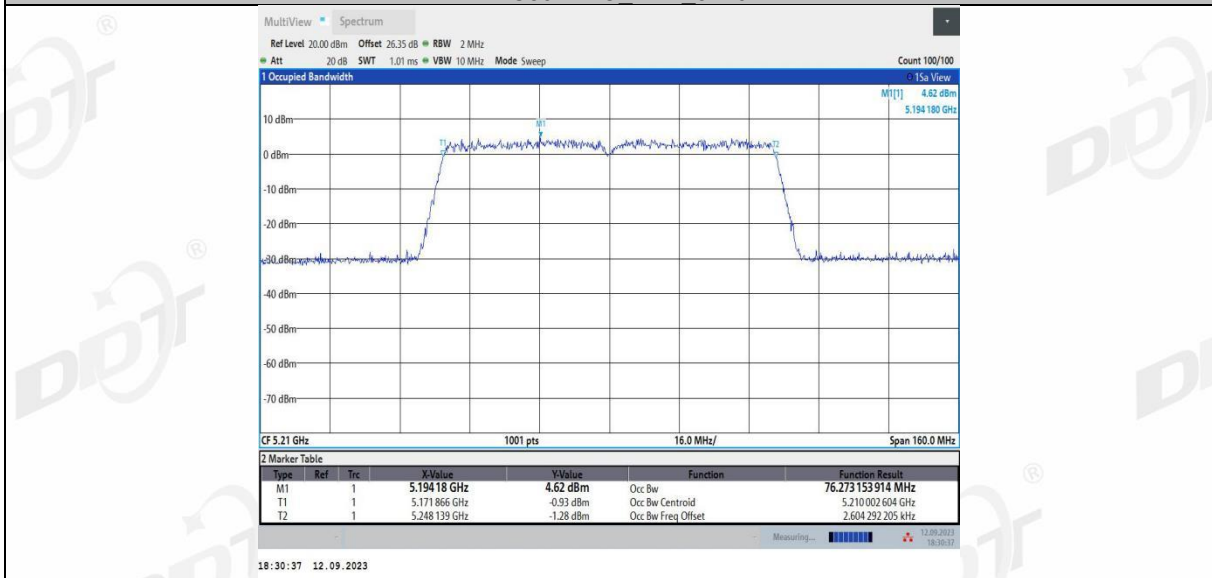 MultiView Spectrum
Ref Level 20.00 dBm Offset 26.35 dB RBW 2 MHz
Att 20 dB SWT 1.01 ms VBW 10 MHz Mode Sweep Count 100/100
1 Occupied Bandwidth 1Sa View
M1[1] 4.62 dBm
5.194 180 GHz
10 dBm
M1
T1
T2
0 dBm
-10 dBm
-20 dBm
-30 dBm
-40 dBm
-50 dBm
-60 dBm
-70 dBm
CF 5.21 GHz 1001 pts 16.0 MHz/ Span 160.0 MHz
2 Marker Table
Type Ref Trc X-Value Y-Value Function Function Result
M1 1 5.19418 GHz 4.62 dBm Occ Bw 76.273 153 914 MHz
T1 1 5.171 866 GHz -0.93 dBm Occ Bw Centroid 5.210 002 604 GHz
T2 1 5.248 139 GHz -1.28 dBm Occ Bw Freq Offset 2.604 292 205 kHz
Measuring... 12.09.2023
18:30:37
18:30:37 12.09.2023
DDT ®
DDT
DDT ®
DDT
®